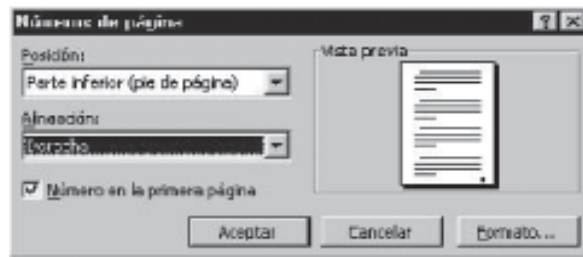 Números de página
Posición:
Parte inferior (pie de página)
Alineación:
Derecha
Número en la primera página
Vista previa
Aceptar
Cancelar
Formato...